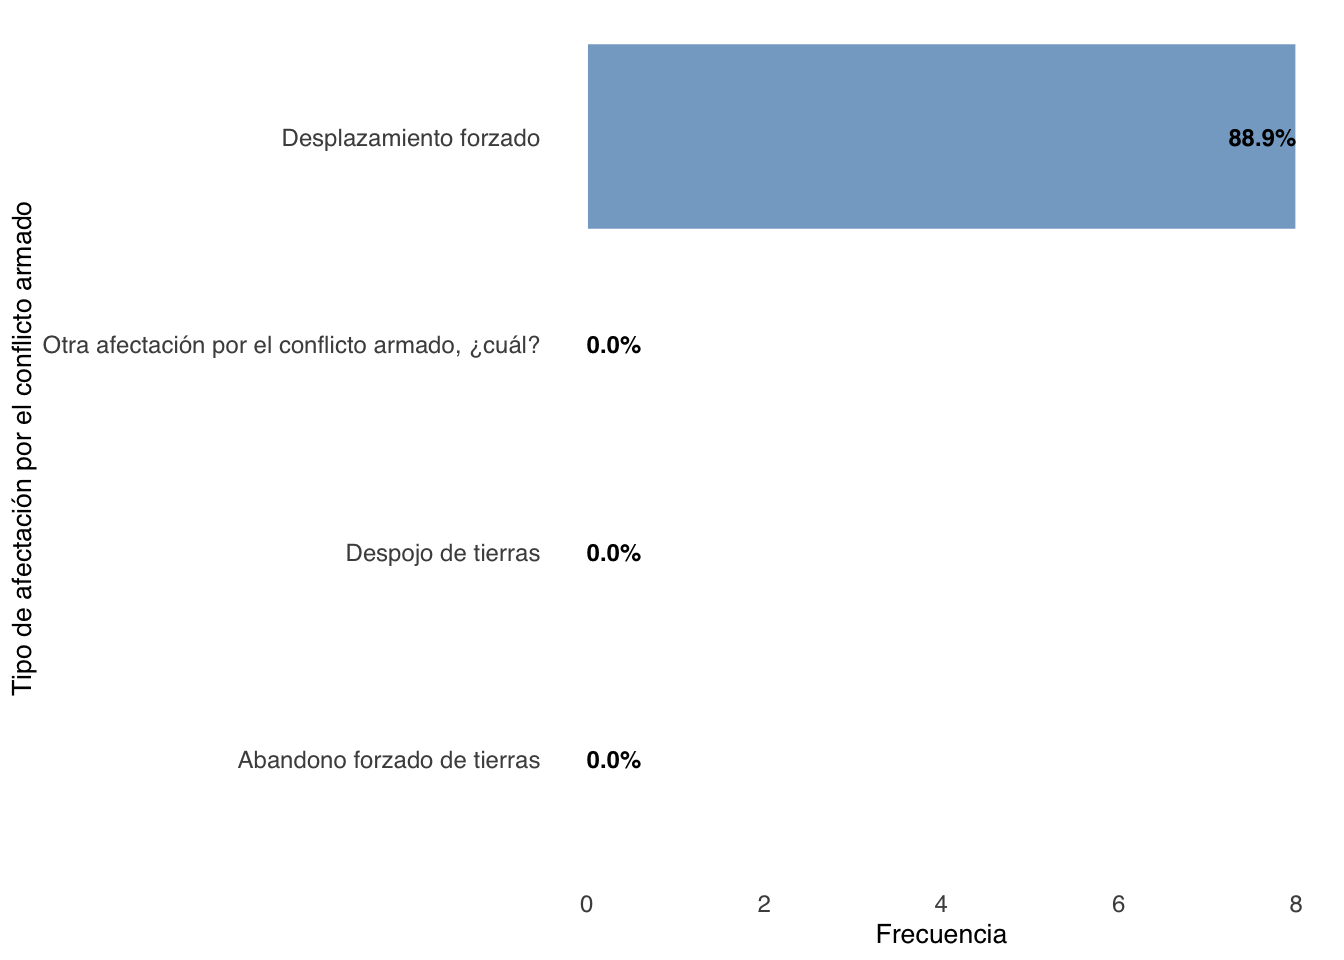 Tipo de afectación por el conflicto armado
Desplazamiento forzado
88.9%
Otra afectación por el conflicto armado, ¿cuál?
0.0%
Despojo de tierras
0.0%
Abandono forzado de tierras
0.0%
0 2 4 6 8
Frecuencia